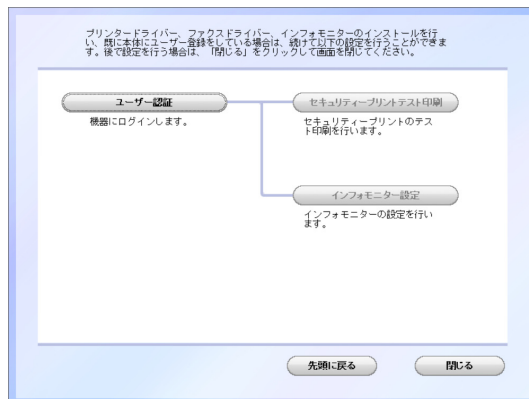 プリンタードライバー、ファクスドライバー、インフォモニターのインストールを行
い、既に本体にユーザー登録をしている場合は、続けて以下の設定を行うことができま
す。後で設定を行う場合は、「閉じる」をクリックして画面を閉じてください。
ユーザー認証
機器にログインします。
セキュリティープリントテスト印刷
セキュリティープリントのテス
ト印刷を行います。
インフォモニター設定
インフォモニターの設定を行い
ます。
先頭に戻る
閉じる